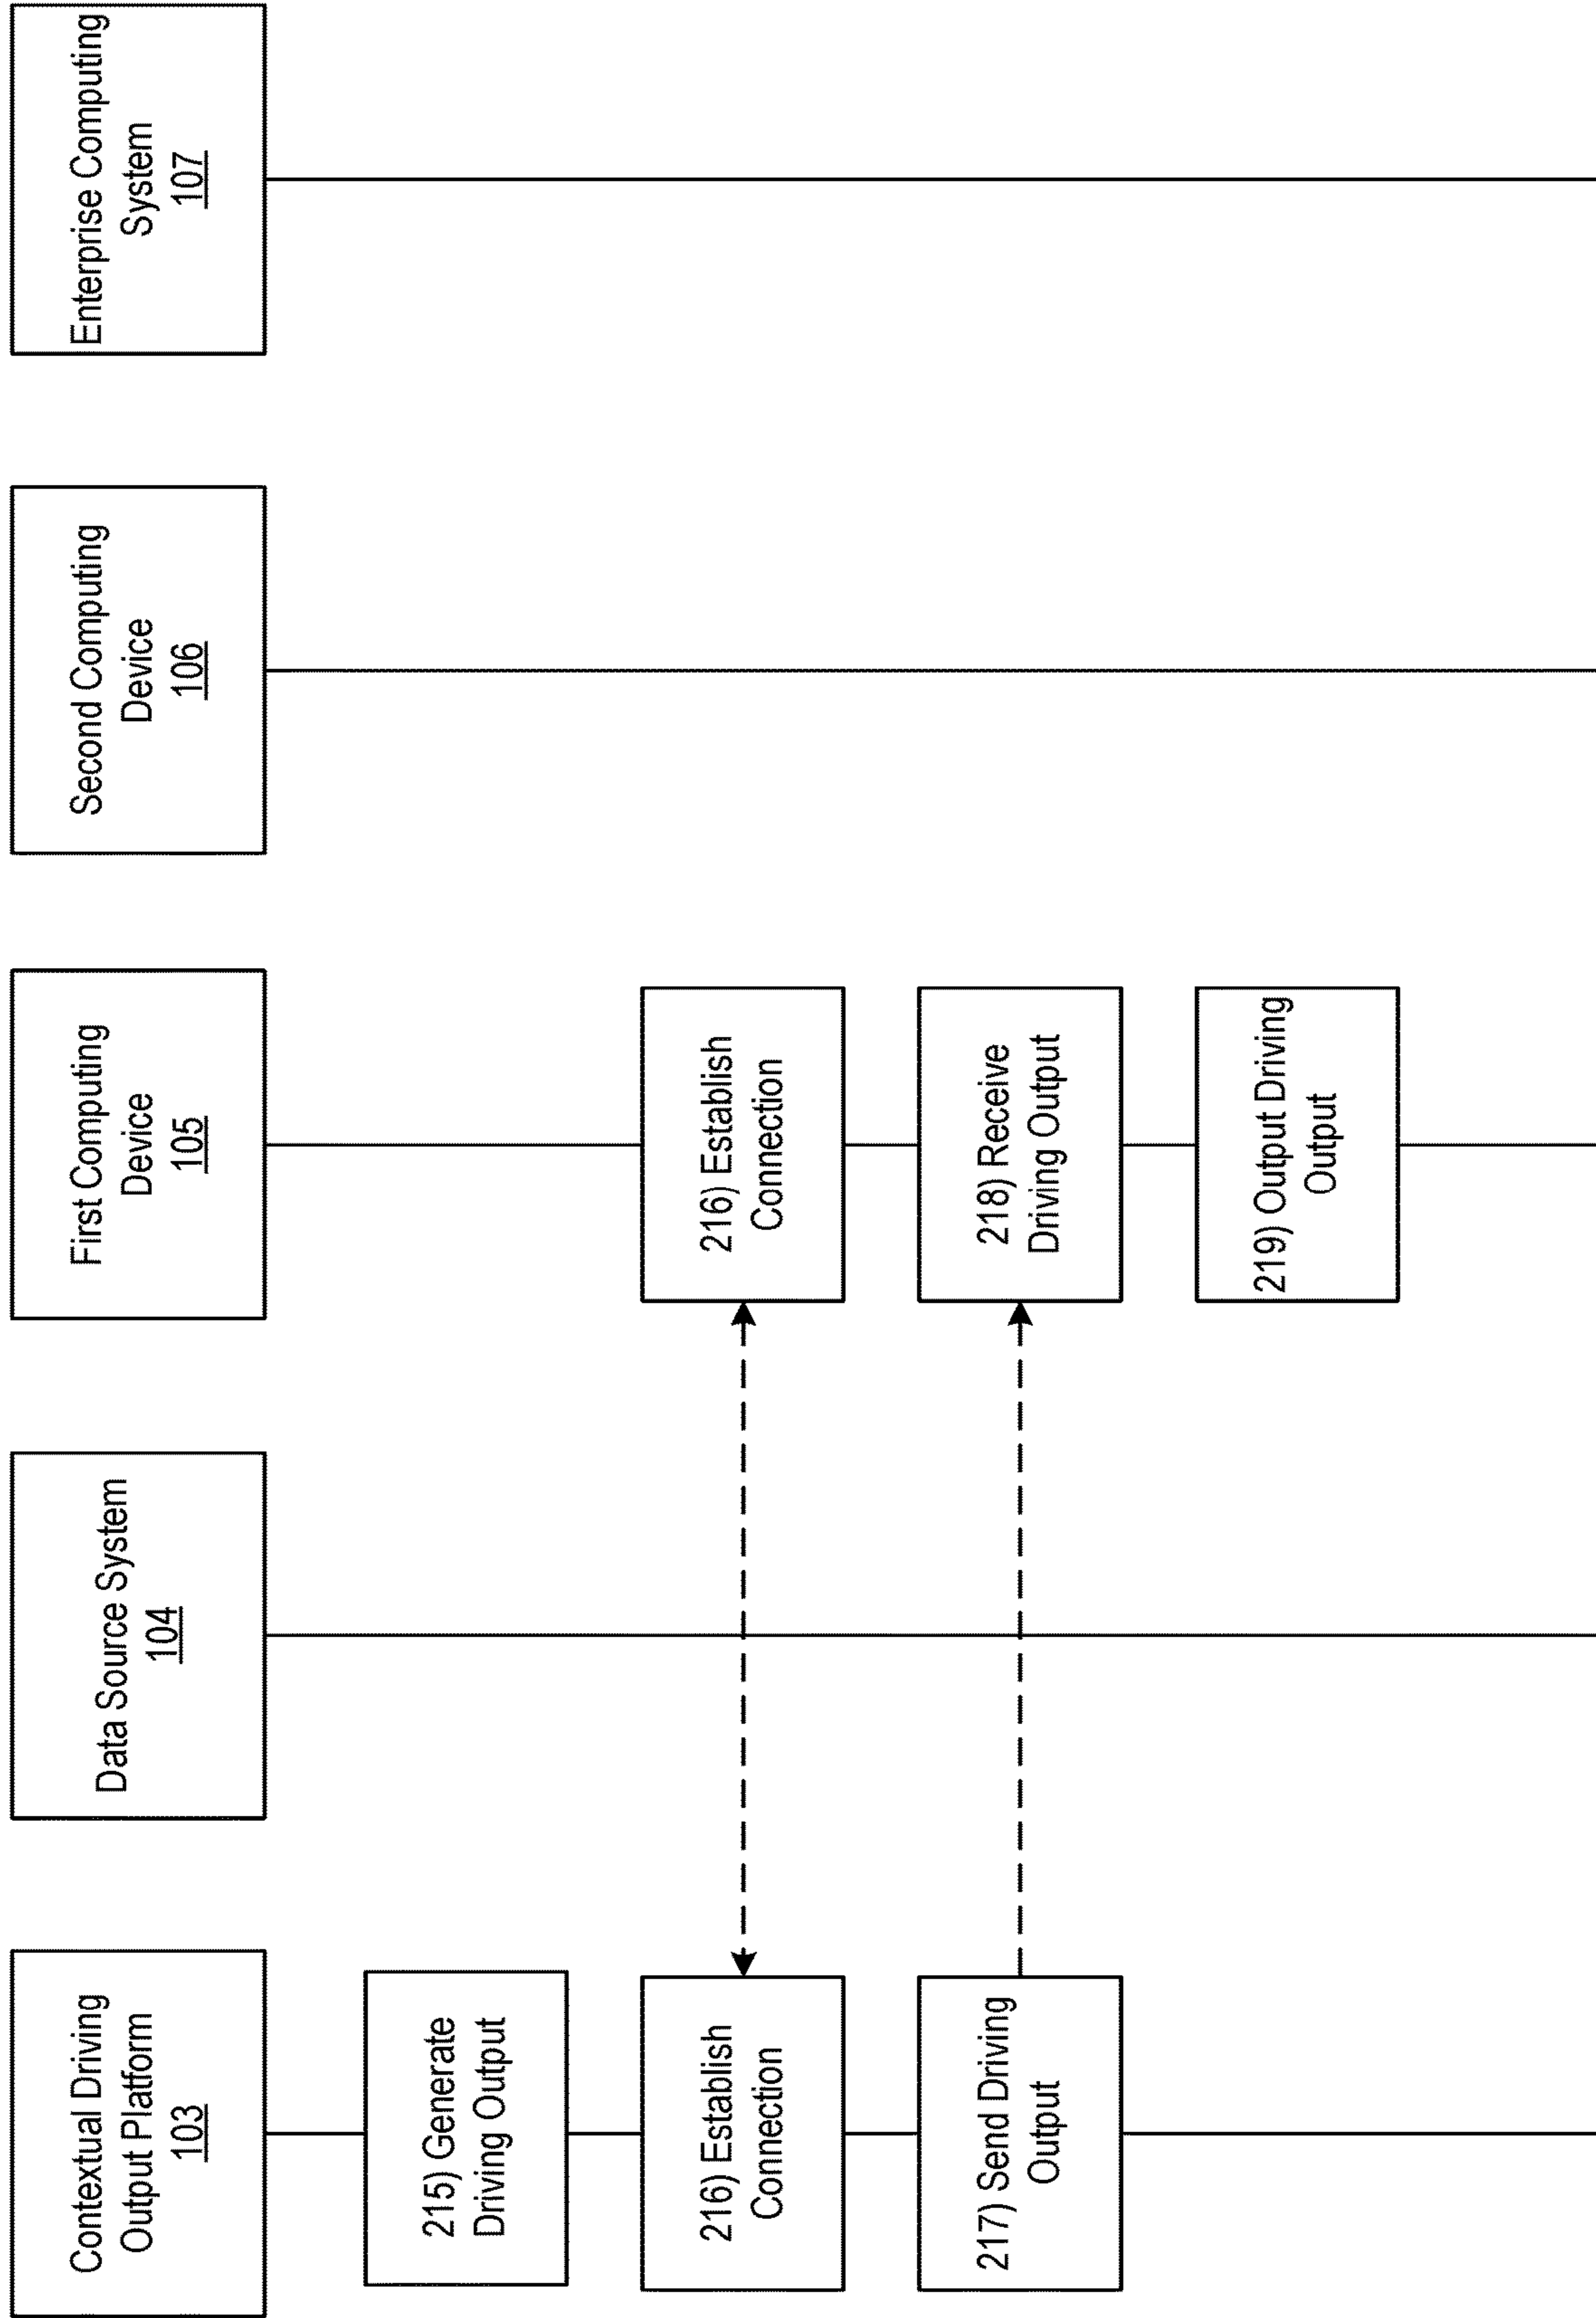 Contextual Driving
Output Platform
103
Data Source System
104
First Computing
Device
105
Second Computing
Device
106
Enterprise Computing
System
107
215) Generate
Driving Output
216) Establish
Connection
216) Establish
Connection
217) Send Driving
Output
218) Receive
Driving Output
219) Output Driving
Output